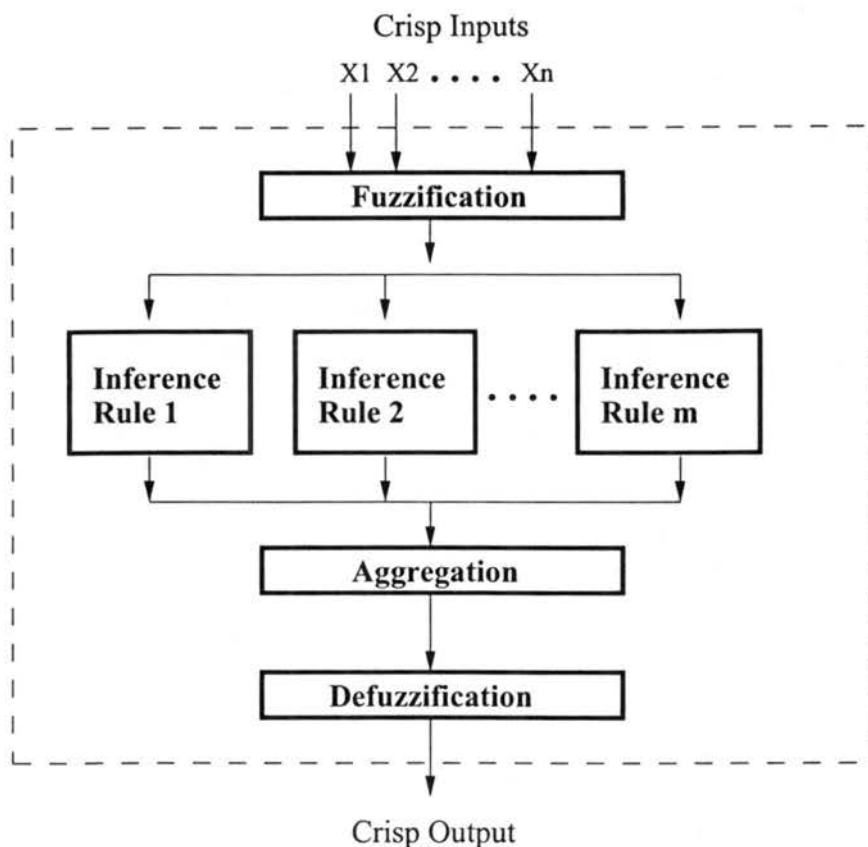 Crisp Inputs
X1 X2 . . . . Xn
Fuzzification
Inference
Rule 1
Inference
Rule 2
. . . .
Inference
Rule m
Aggregation
Defuzzification
Crisp Output